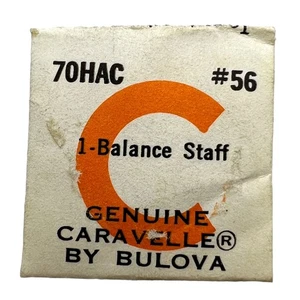 70HAC #56
1-Balance Staff
GENUINE
CARAVELLE®
BY BULOVA